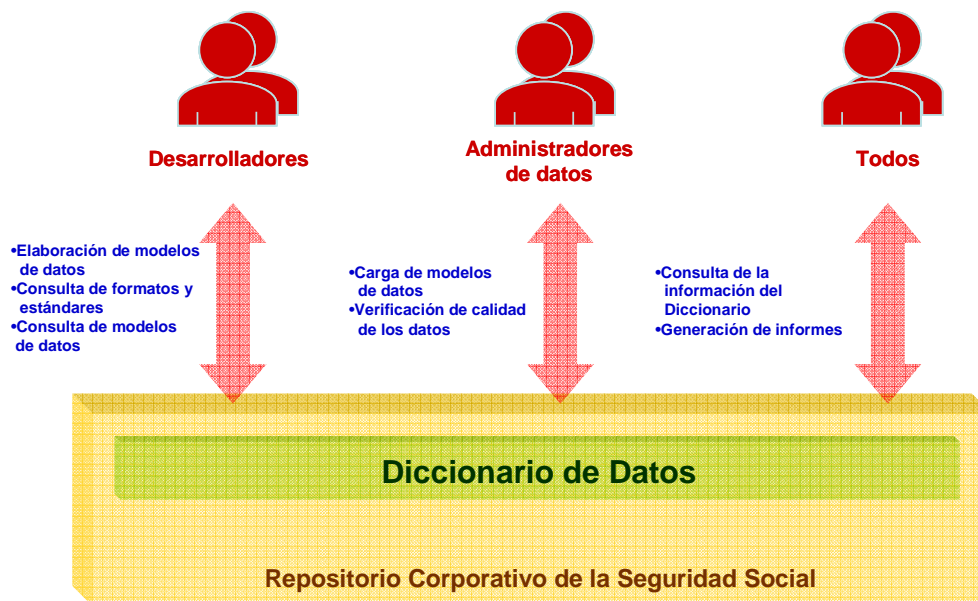 Desarrolladores
Administradores
de datos
Todos
•Elaboración de modelos
de datos
•Consulta de formatos y
estándares
•Consulta de modelos
de datos
•Carga de modelos
de datos
•Verificación de calidad
de los datos
•Consulta de la
información del
Diccionario
•Generación de informes
Diccionario de Datos
Repositorio Corporativo de la Seguridad Social